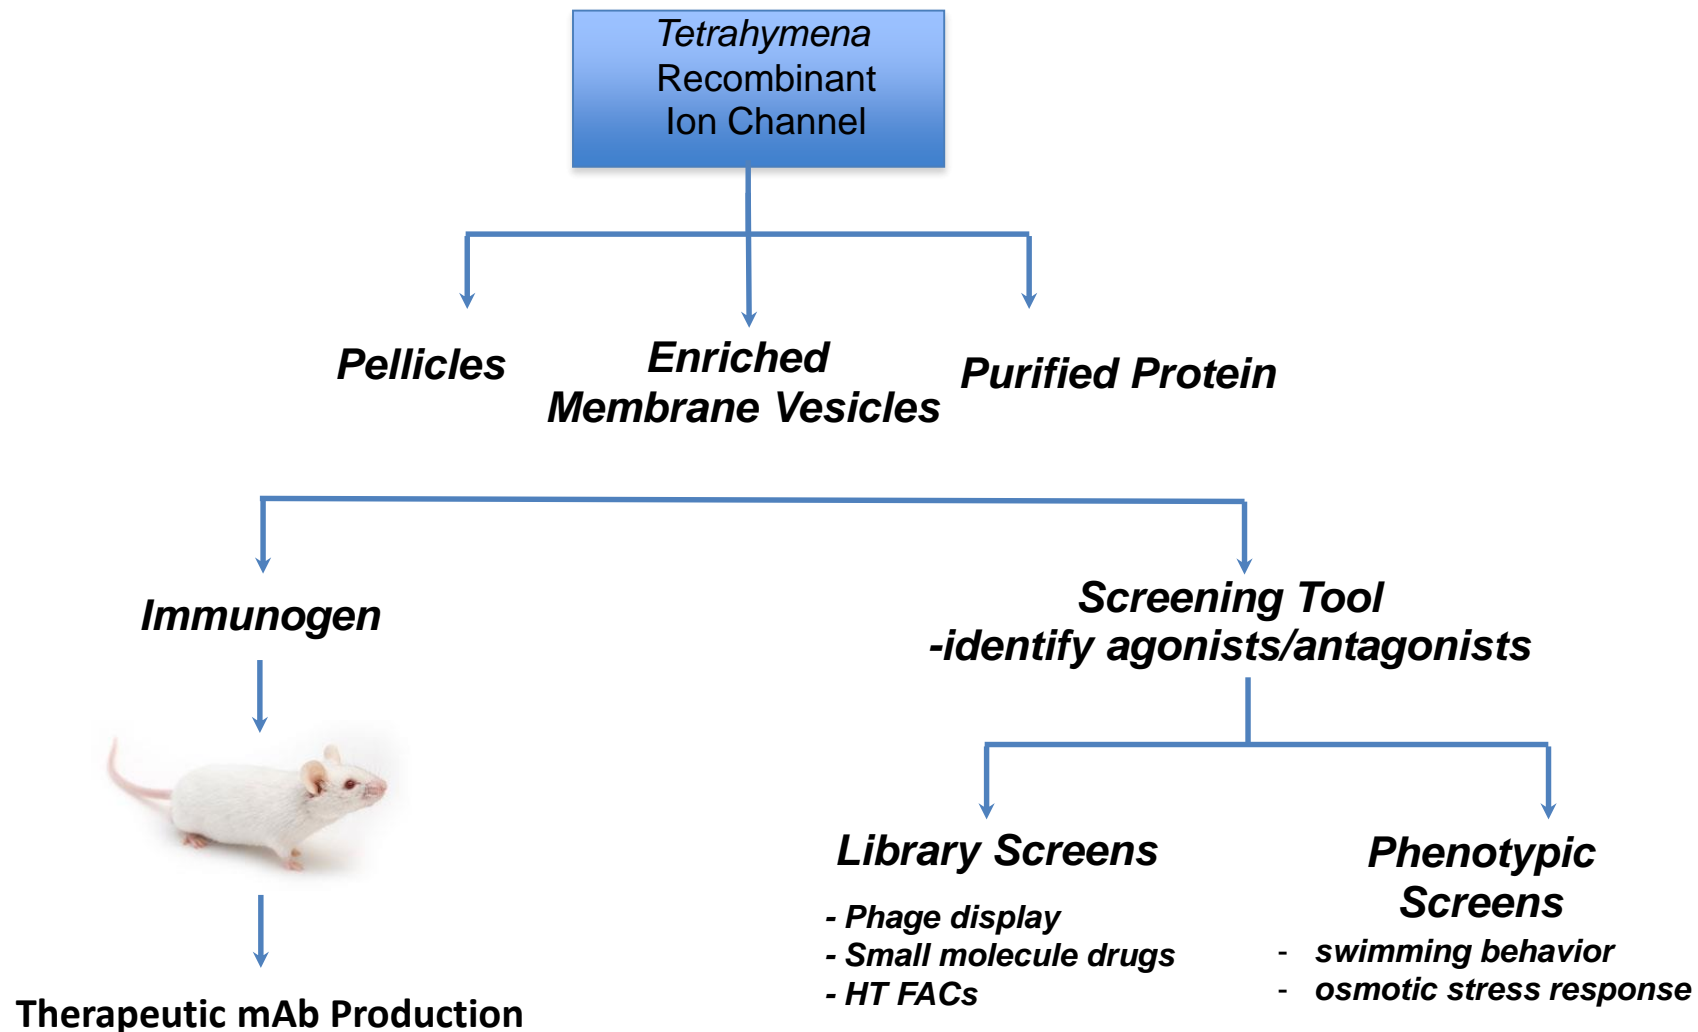 Tetrahymena
Recombinant
Ion Channel
Pellicles
Enriched
Membrane Vesicles
Purified Protein
Immunogen
Screening Tool
-identify agonists/antagonists
Library Screens
- Phage display
- Small molecule drugs
- HT FACs
Phenotypic
Screens
- swimming behavior
- osmotic stress response
Therapeutic mAb Production